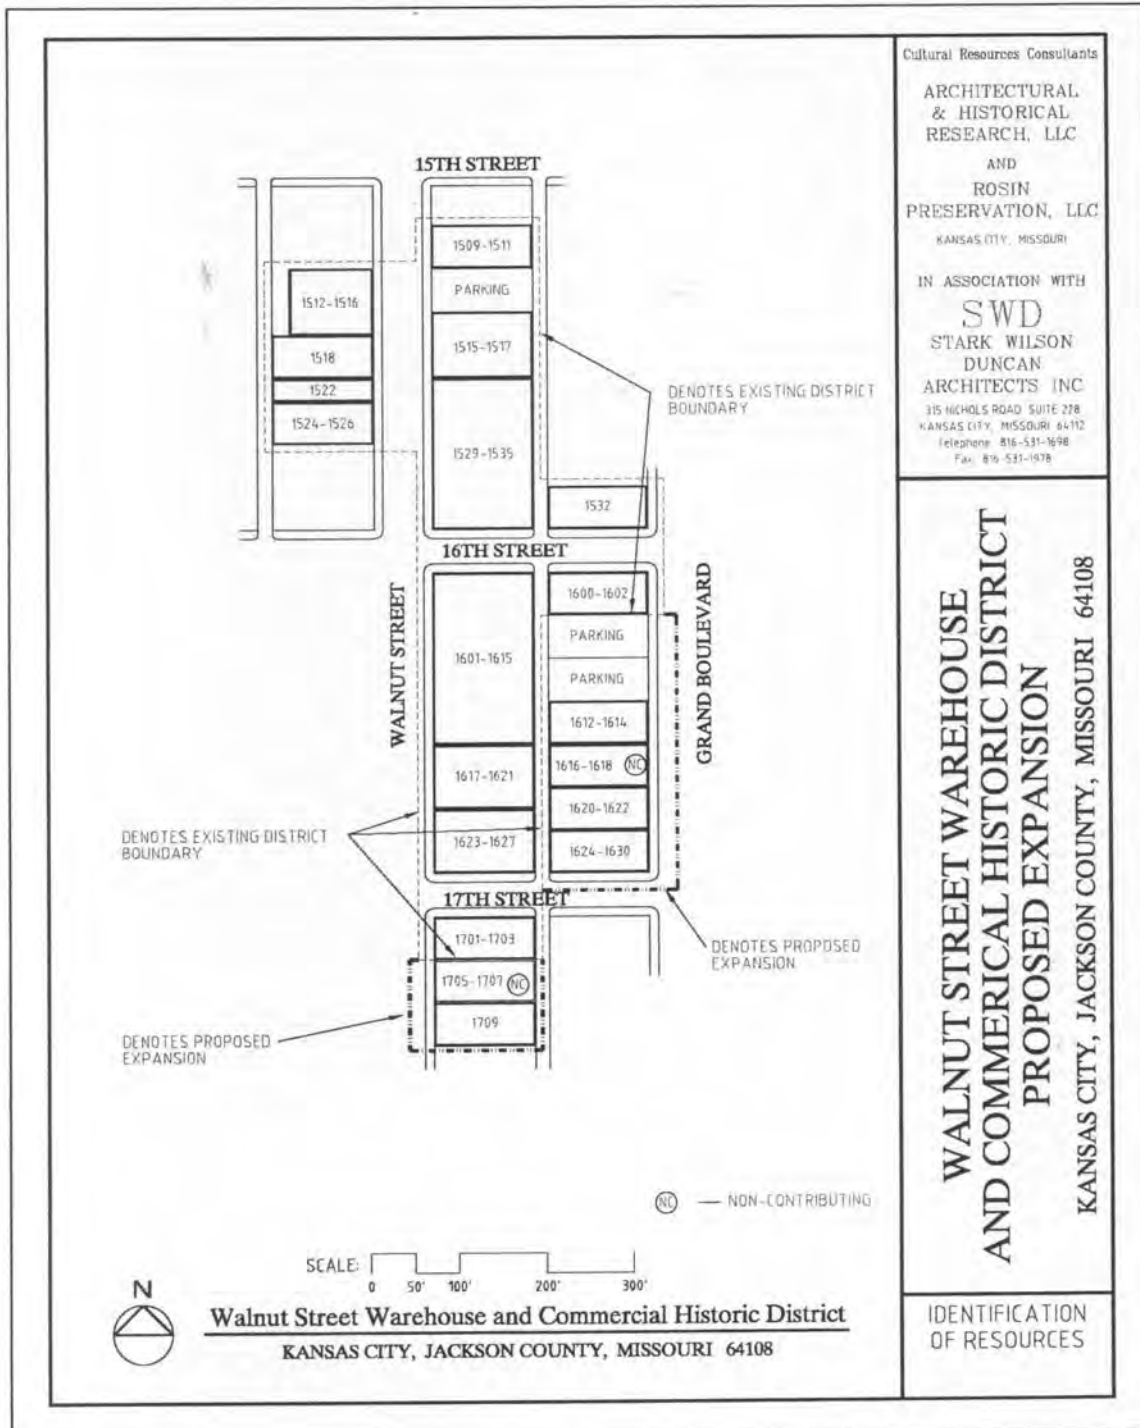 15TH STREET
1509-1511
PARKING
1512-1516
1515-1517
1518
1522
1524-1526
1529-1535
DENOTES EXISTING DISTRICT
BOUNDARY
1532
16TH STREET
WALNUT STREET
GRAND BOULEVARD
1600-1602
PARKING
1601-1615
PARKING
1612-1614
1616-1618 NC
1617-1621
1620-1622
1623-1627
1624-1630
DENOTES EXISTING DISTRICT
BOUNDARY
17TH STREET
1701-1703
1705-1707 NC
1709
DENOTES PROPOSED
EXPANSION
DENOTES PROPOSED
EXPANSION
NC — NON-CONTRIBUTING
SCALE:
0 50' 100' 200' 300'
N
Walnut Street Warehouse and Commercial Historic District
KANSAS CITY, JACKSON COUNTY, MISSOURI 64108
Cultural Resources Consultants
ARCHITECTURAL
& HISTORICAL
RESEARCH, LLC
AND
ROSIN
PRESERVATION, LLC
KANSAS CITY, MISSOURI
IN ASSOCIATION WITH
SWD
STARK WILSON
DUNCAN
ARCHITECTS INC
315 NICHOLS ROAD SUITE 228
KANSAS CITY, MISSOURI 64112
Telephone 816-531-1698
Fax: 816-531-1978
WALNUT STREET WAREHOUSE
AND COMMERICAL HISTORIC DISTRICT
PROPOSED EXPANSION
KANSAS CITY, JACKSON COUNTY, MISSOURI 64108
IDENTIFICATION
OF RESOURCES